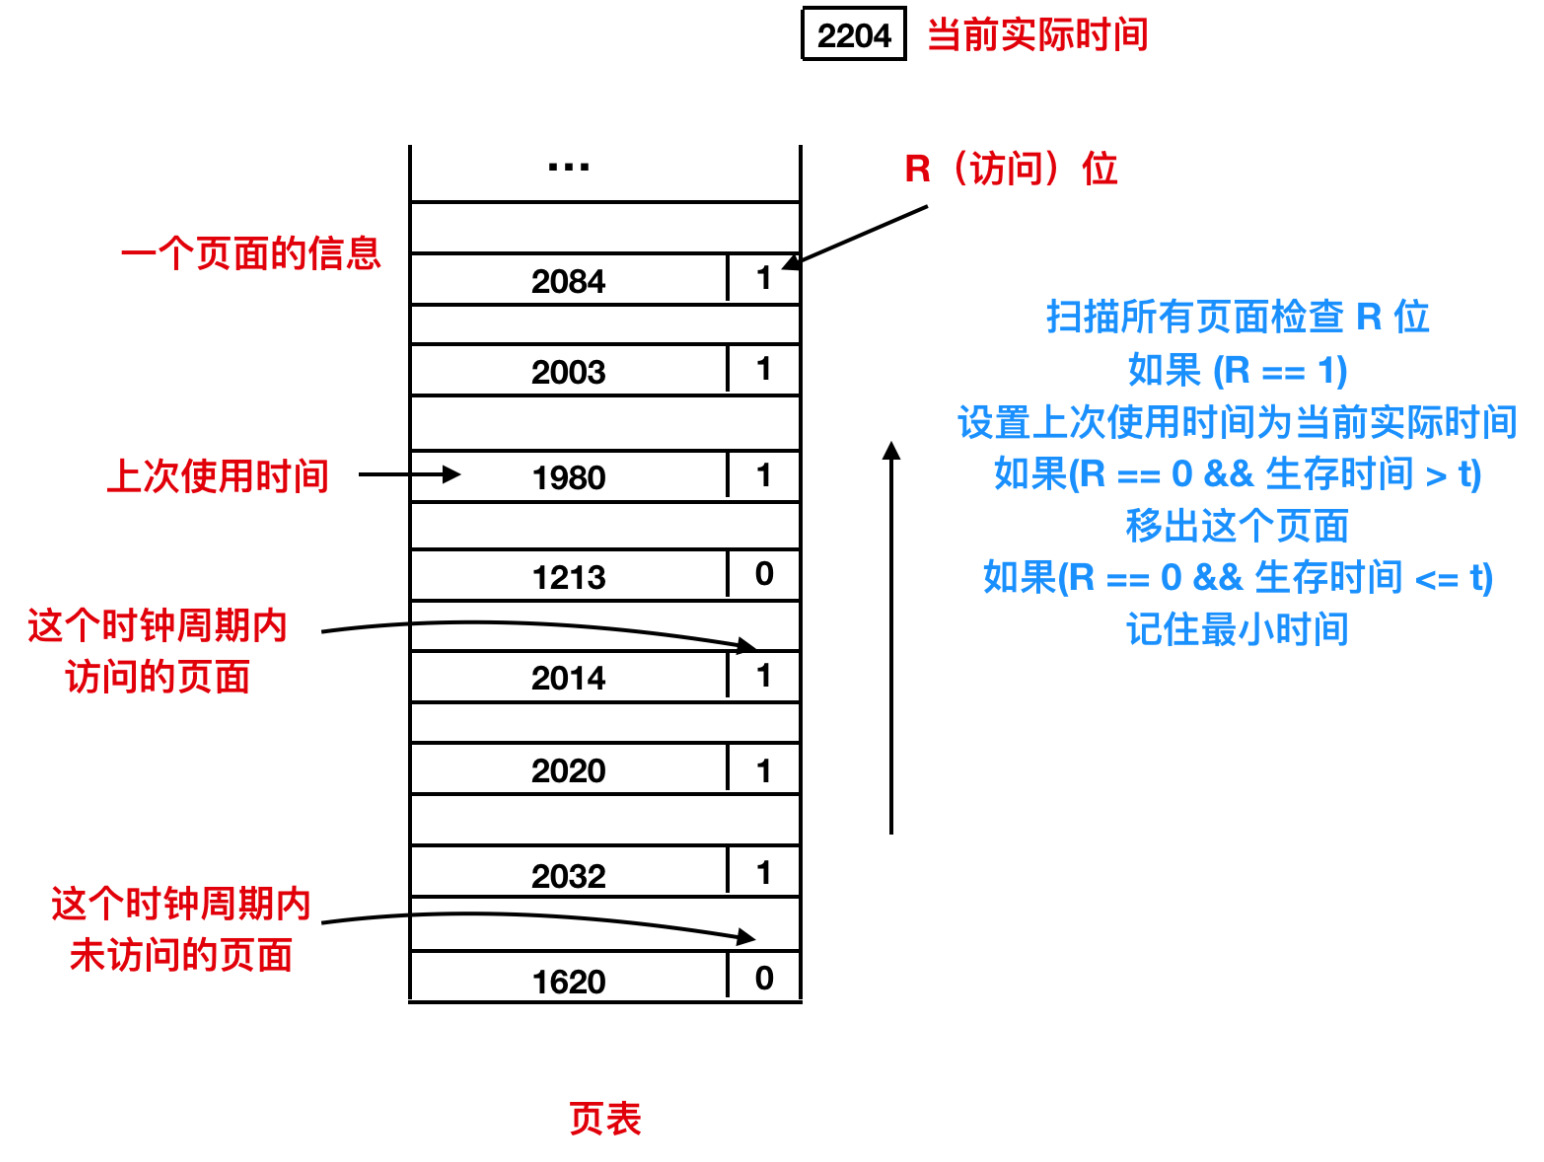 2204 当前实际时间
...
R（访问）位
一个页面的信息
2084 1
2003 1
上次使用时间
1980 1
1213 0
这个时钟周期内
访问的页面
2014 1
2020 1
2032 1
这个时钟周期内
未访问的页面
1620 0
扫描所有页面检查 R 位
如果 (R == 1)
设置上次使用时间为当前实际时间
如果(R == 0 && 生存时间 > t)
移出这个页面
如果(R == 0 && 生存时间 <= t)
记住最小时间
页表